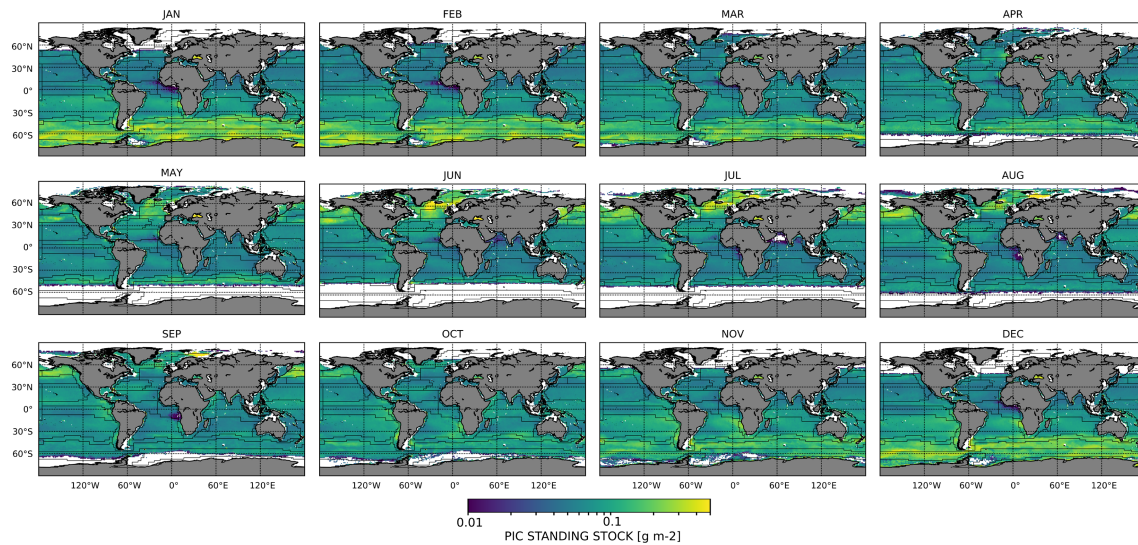 JAN FEB MAR APR
60°N
30°N
0°
30°S
60°S
MAY JUN JUL AUG
60°N
30°N
0°
30°S
60°S
SEP OCT NOV DEC
60°N
30°N
0°
30°S
60°S
120°W 60°W 0° 60°E 120°E 120°W 60°W 0° 60°E 120°E 120°W 60°W 0° 60°E 120°E 120°W 60°W 0° 60°E 120°E
0.01 0.1
PIC STANDING STOCK [g m-2]